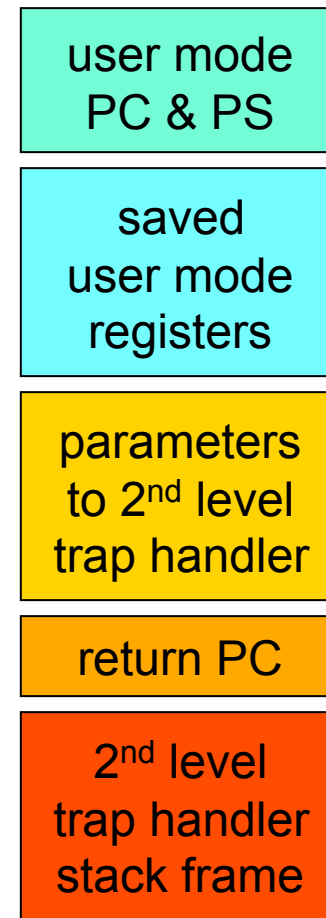 user mode
PC & PS
saved
user mode
registers
parameters
to 2nd level
trap handler
return PC
2nd level
trap handler
stack frame